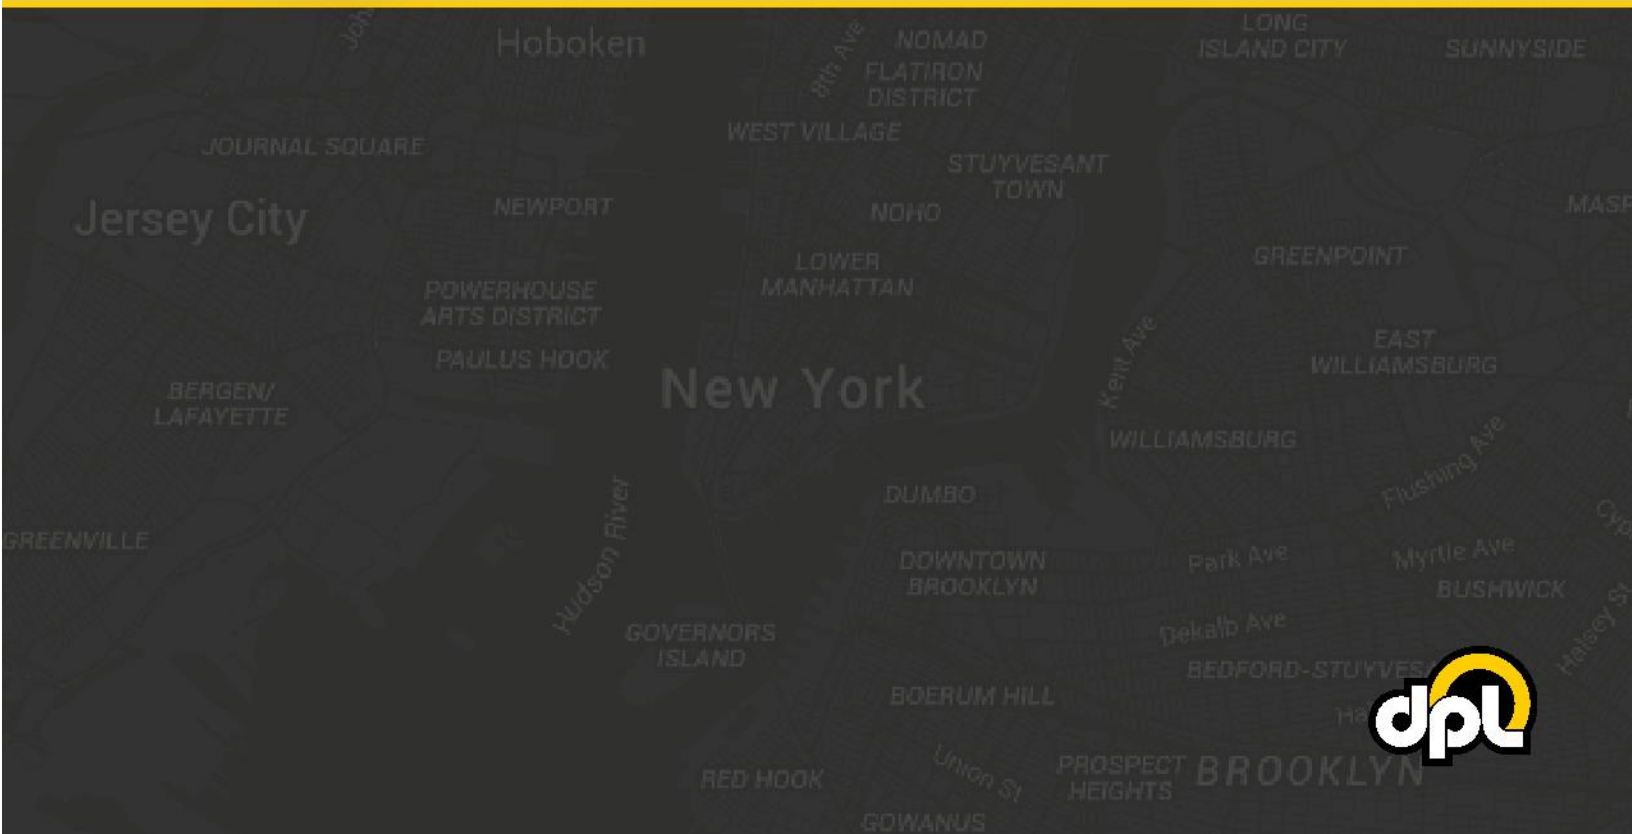 Hoboken
8th Ave
NOMAD
FLATIRON
DISTRICT
LONG
ISLAND CITY
SUNNYSIDE
JOURNAL SQUARE
WEST VILLAGE
STUYVESANT
TOWN
Jersey City
NEWPORT
NOHO
GREENPOINT
LOWER
MANHATTAN
POWERHOUSE
ARTS DISTRICT
PAULUS HOOK
Kent Ave
EAST
WILLIAMSBURG
BERGEN/
LAFAYETTE
New York
WILLIAMSBURG
Flushing Ave
DUMBO
GREENVILLE
Hudson River
DOWNTOWN
BROOKLYN
Park Ave
Myrtle Ave
BUSHWICK
Halsey St
GOVERNORS
ISLAND
Dekalb Ave
BEDFORD-STUYVESA
BOERUM HILL
dpl
RED HOOK
Union St
PROSPECT
HEIGHTS
BROOKLYN
GOWANUS